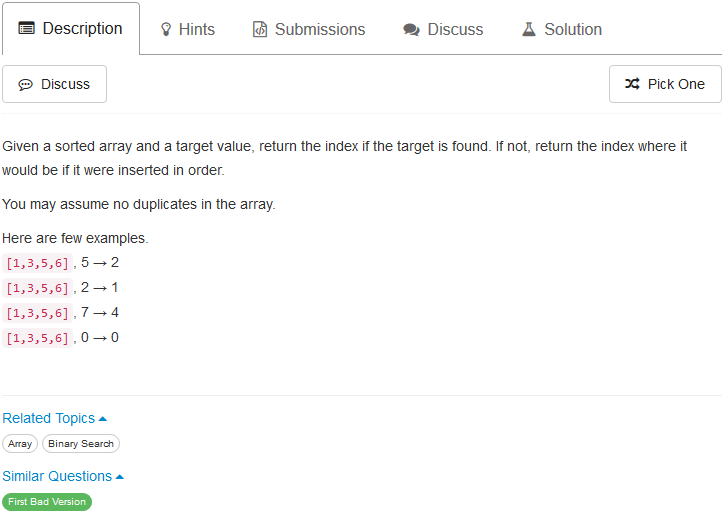 Description Hints Submissions Discuss Solution
Discuss Pick One
Given a sorted array and a target value, return the index if the target is found. If not, return the index where it
would be if it were inserted in order.
You may assume no duplicates in the array.
Here are few examples.
[1,3,5,6] , 5 → 2
[1,3,5,6] , 2 → 1
[1,3,5,6] , 7 → 4
[1,3,5,6] , 0 → 0
Related Topics
Array Binary Search
Similar Questions
First Bad Version